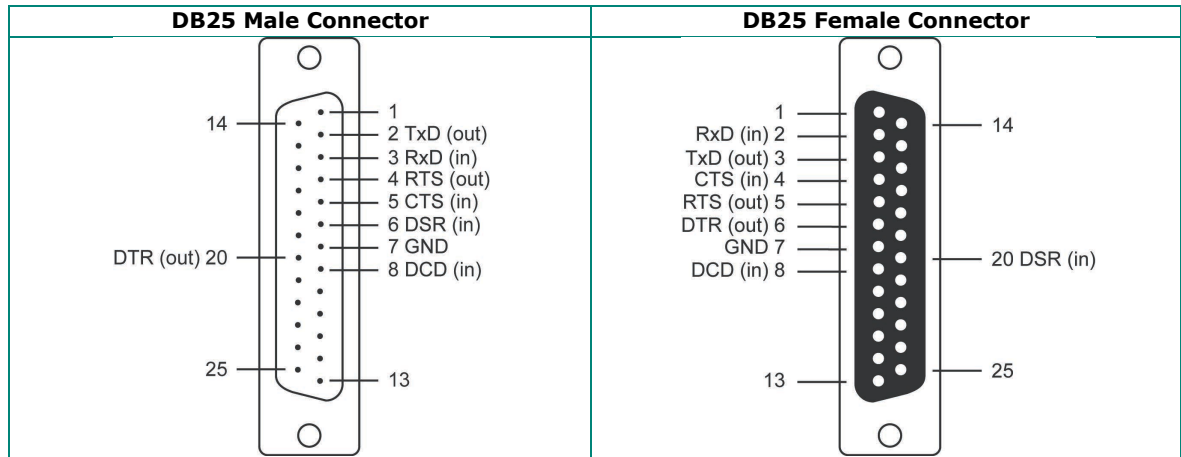 DB25 Male Connector
DB25 Female Connector
14
1
2 TxD (out)
3 RxD (in)
4 RTS (out)
5 CTS (in)
6 DSR (in)
7 GND
8 DCD (in)
DTR (out) 20
25
13
1
RxD (in) 2
TxD (out) 3
CTS (in) 4
RTS (out) 5
DTR (out) 6
GND 7
DCD (in) 8
13
14
20 DSR (in)
25